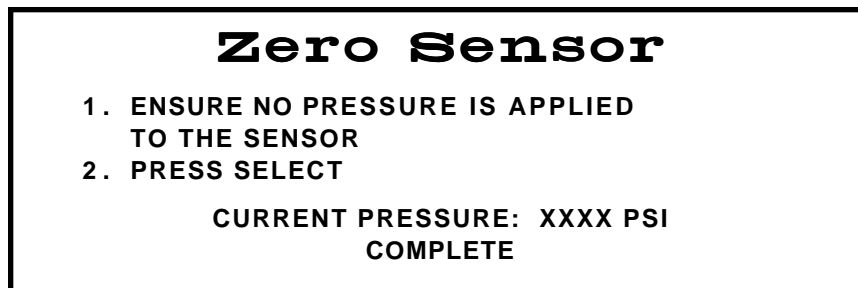 Zero Sensor
1. ENSURE NO PRESSURE IS APPLIED
TO THE SENSOR
2. PRESS SELECT
CURRENT PRESSURE: XXXX PSI
COMPLETE